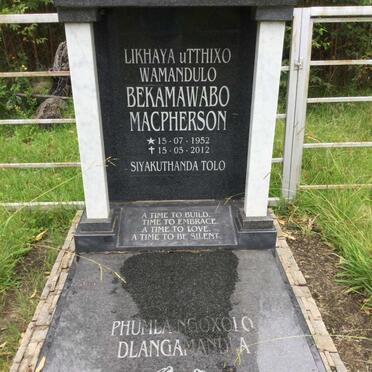 LIKHAYA uTTHIXO
WAMANDULO
BEKAMAWABO
MACPHERSON
★ 15 · 07 · 1952
✝ 15 · 05 · 2012
SIYAKUTHANDA TOLO
A TIME TO BUILD..
TIME TO EMBRACE.
A TIME TO LOVE.
A TIME TO BE SILENT.
PHUMLA NGOXOLO
DLANGAMANDLA